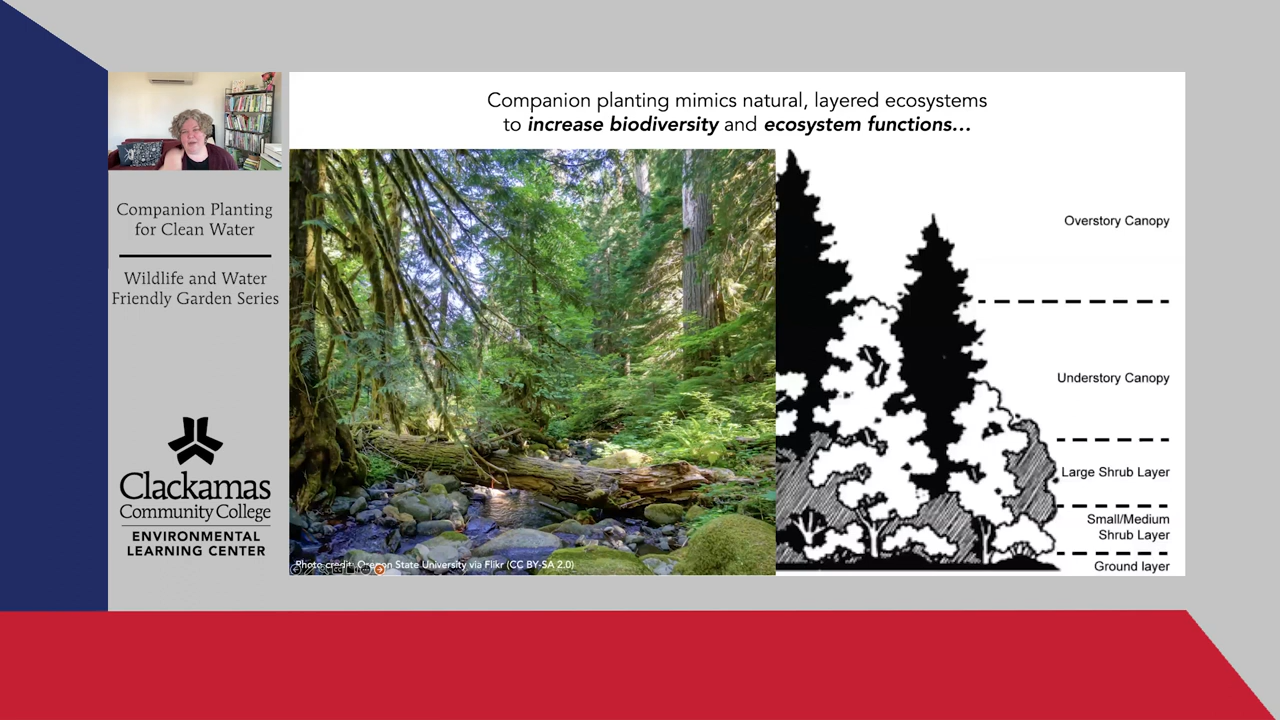 Companion planting mimics natural, layered ecosystems
to increase biodiversity and ecosystem functions...
Companion Planting
for Clean Water
Wildlife and Water
Friendly Garden Series
Clackamas
Community College
ENVIRONMENTAL
LEARNING CENTER
Overstory Canopy
Understory Canopy
Large Shrub Layer
Small/Medium
Shrub Layer
Ground layer
Photo credit: Oregon State University via Flikr (CC BY-SA 2.0)